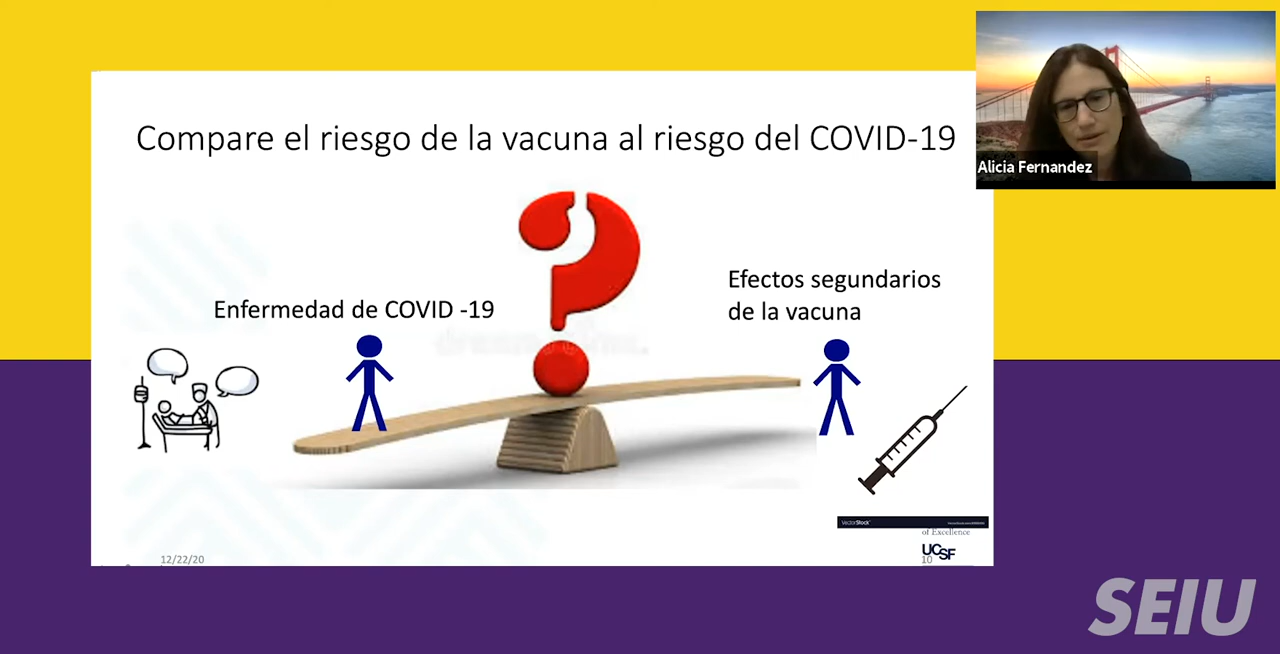 Compare el riesgo de la vacuna al riesgo del COVID-19
Alicia Fernandez
Efectos segundarios
de la vacuna
Enfermedad de COVID -19
VectorStock
of Excellence
UCSF
12/22/20
10
SEIU